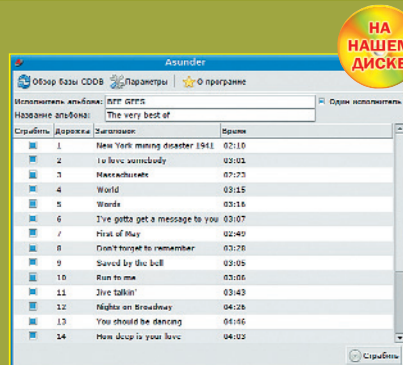 НА
НАШЕМ
ДИСКЕ
Asunder
Обзор базы CDDB Параметры О программе
Исполнитель альбома: BEE GEES Один исполнитель
Название альбома: The very best of
Сграбить Дорожка Заголовок Время
1 New York mining disaster 1941 02:10
2 To love somebody 03:01
3 Massachusets 02:23
4 World 03:15
5 Words 03:16
6 I've gotta get a message to you 03:07
7 First of May 02:49
8 Don't forget to remember 03:28
9 Saved by the bell 03:05
10 Run to me 03:06
11 Jive talkin' 03:43
12 Nights on Broadway 04:26
13 You should be dancing 04:46
14 How deep is your love 04:03
Сграбить